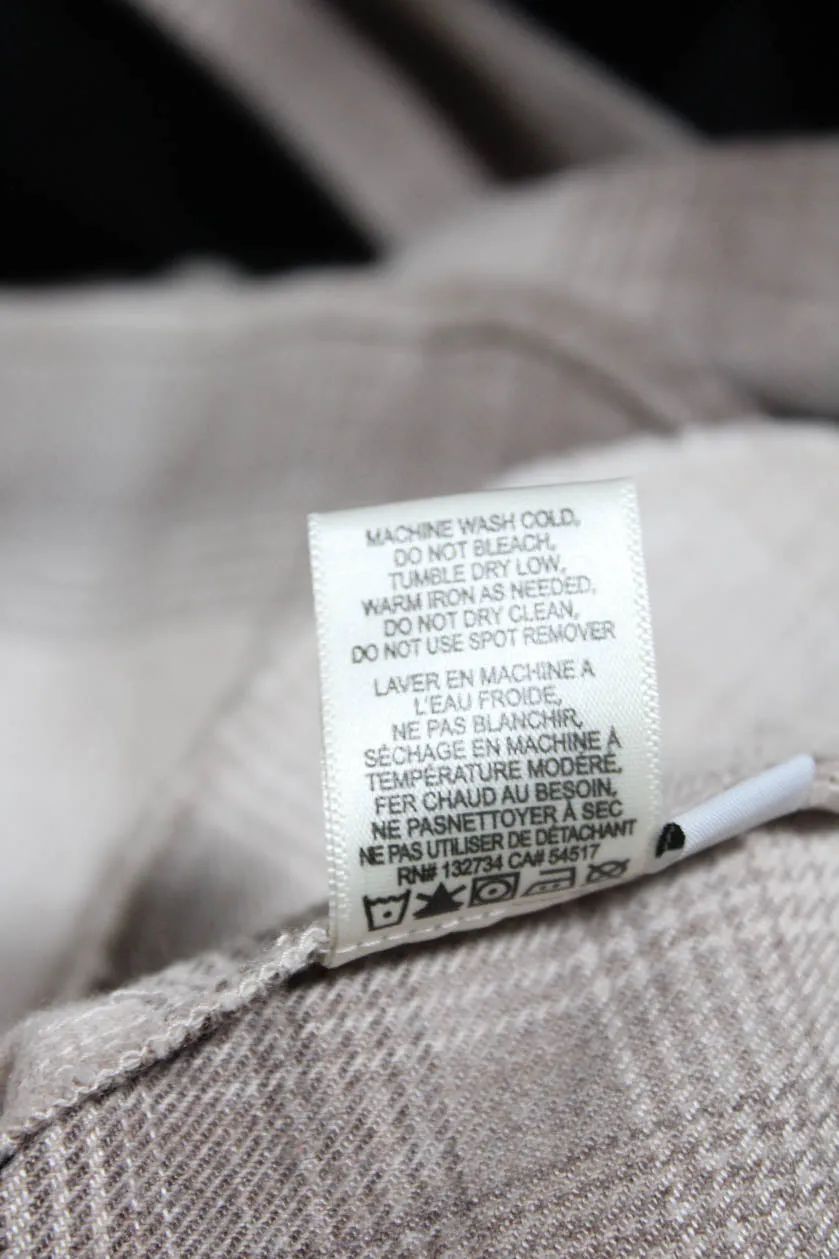 MACHINE WASH COLD,
DO NOT BLEACH,
TUMBLE DRY LOW,
WARM IRON AS NEEDED,
DO NOT DRY CLEAN,
DO NOT USE SPOT REMOVER
LAVER EN MACHINE A
L'EAU FROIDE,
NE PAS BLANCHIR,
SÉCHAGE EN MACHINE À
TEMPÉRATURE MODÉRÉ,
FER CHAUD AU BESOIN,
NE PASNETTOYER À SEC
NE PAS UTILISER DE DÉTACHANT
RN# 132734 CA# 54517